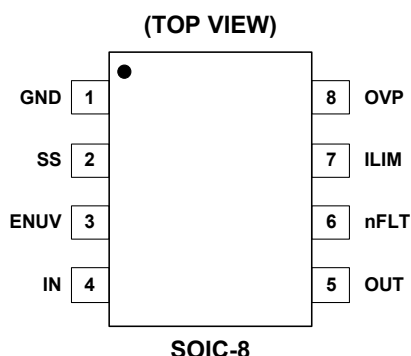 (TOP VIEW)
GND 1 8 OVP
SS 2 7 ILIM
ENUV 3 6 nFLT
IN 4 5 OUT
SOIC-8